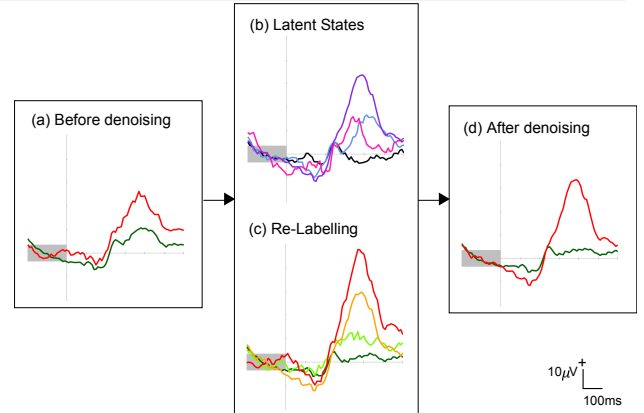 (b) Latent States
(a) Before denoising
(d) After denoising
(c) Re-Labelling
+
10μV
100ms